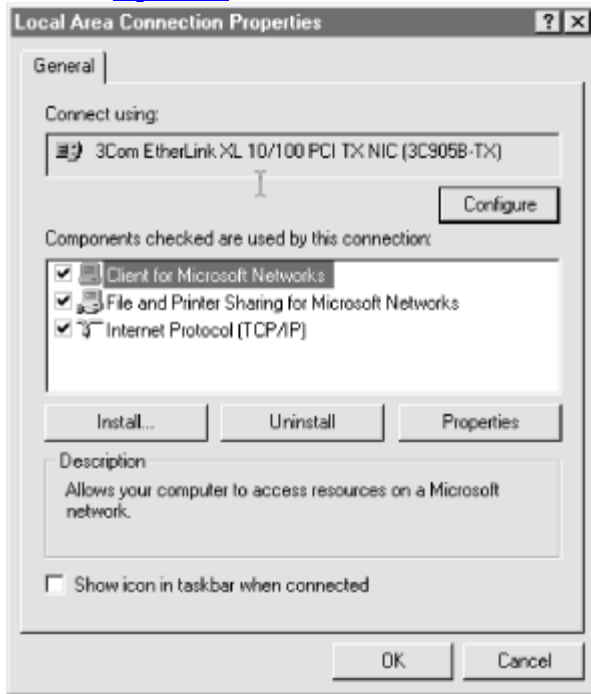 Local Area Connection Properties
General
Connect using:
3Com EtherLink XL 10/100 PCI TX NIC (3C905B-TX)
Configure
Components checked are used by this connection:
Client for Microsoft Networks
File and Printer Sharing for Microsoft Networks
Internet Protocol (TCP/IP)
Install... Uninstall Properties
Description
Allows your computer to access resources on a Microsoft
network.
Show icon in taskbar when connected
OK Cancel